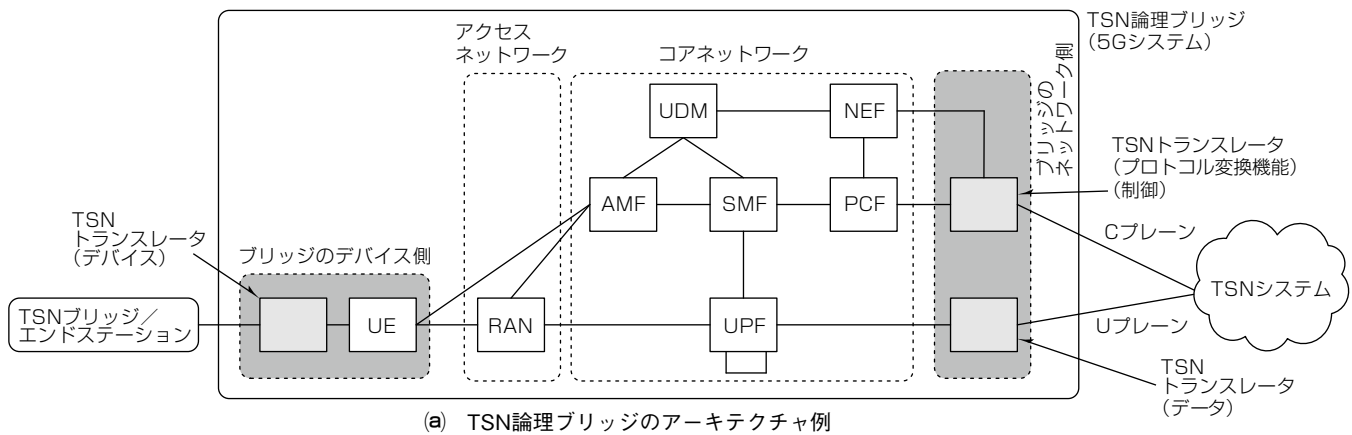 TSN論理ブリッジ
(5Gシステム)
アクセス
ネットワーク
コアネットワーク
ブリッジの
ネットワーク側
UDM
NEF
TSNトランスレータ
(プロトコル変換機能)
(制御)
AMF
SMF
PCF
TSN
トランスレータ
(デバイス)
ブリッジのデバイス側
Cプレーン
TSNシステム
TSNブリッジ/
エンドステーション
UE
RAN
UPF
Uプレーン
TSN
トランスレータ
(データ)
(a) TSN論理ブリッジのアーキテクチャ例